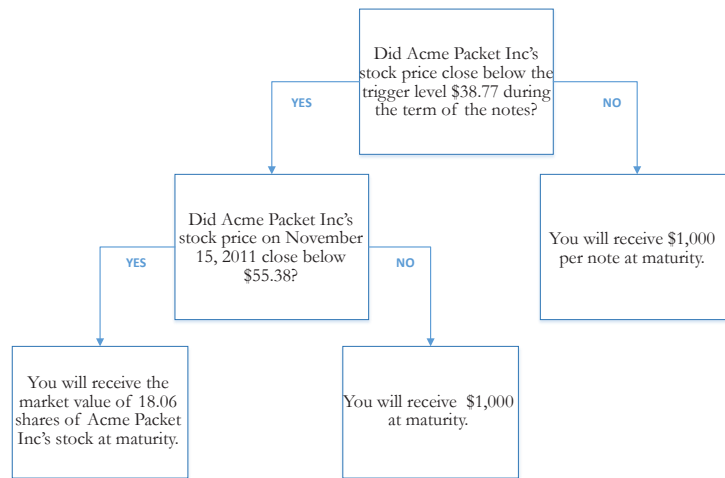 Did Acme Packet Inc's
stock price close below the
trigger level $38.77 during
the term of the notes?
YES
NO
Did Acme Packet Inc's
stock price on November
15, 2011 close below
$55.38?
You will receive $1,000
per note at maturity.
YES
NO
You will receive the
market value of 18.06
shares of Acme Packet
Inc's stock at maturity.
You will receive $1,000
at maturity.